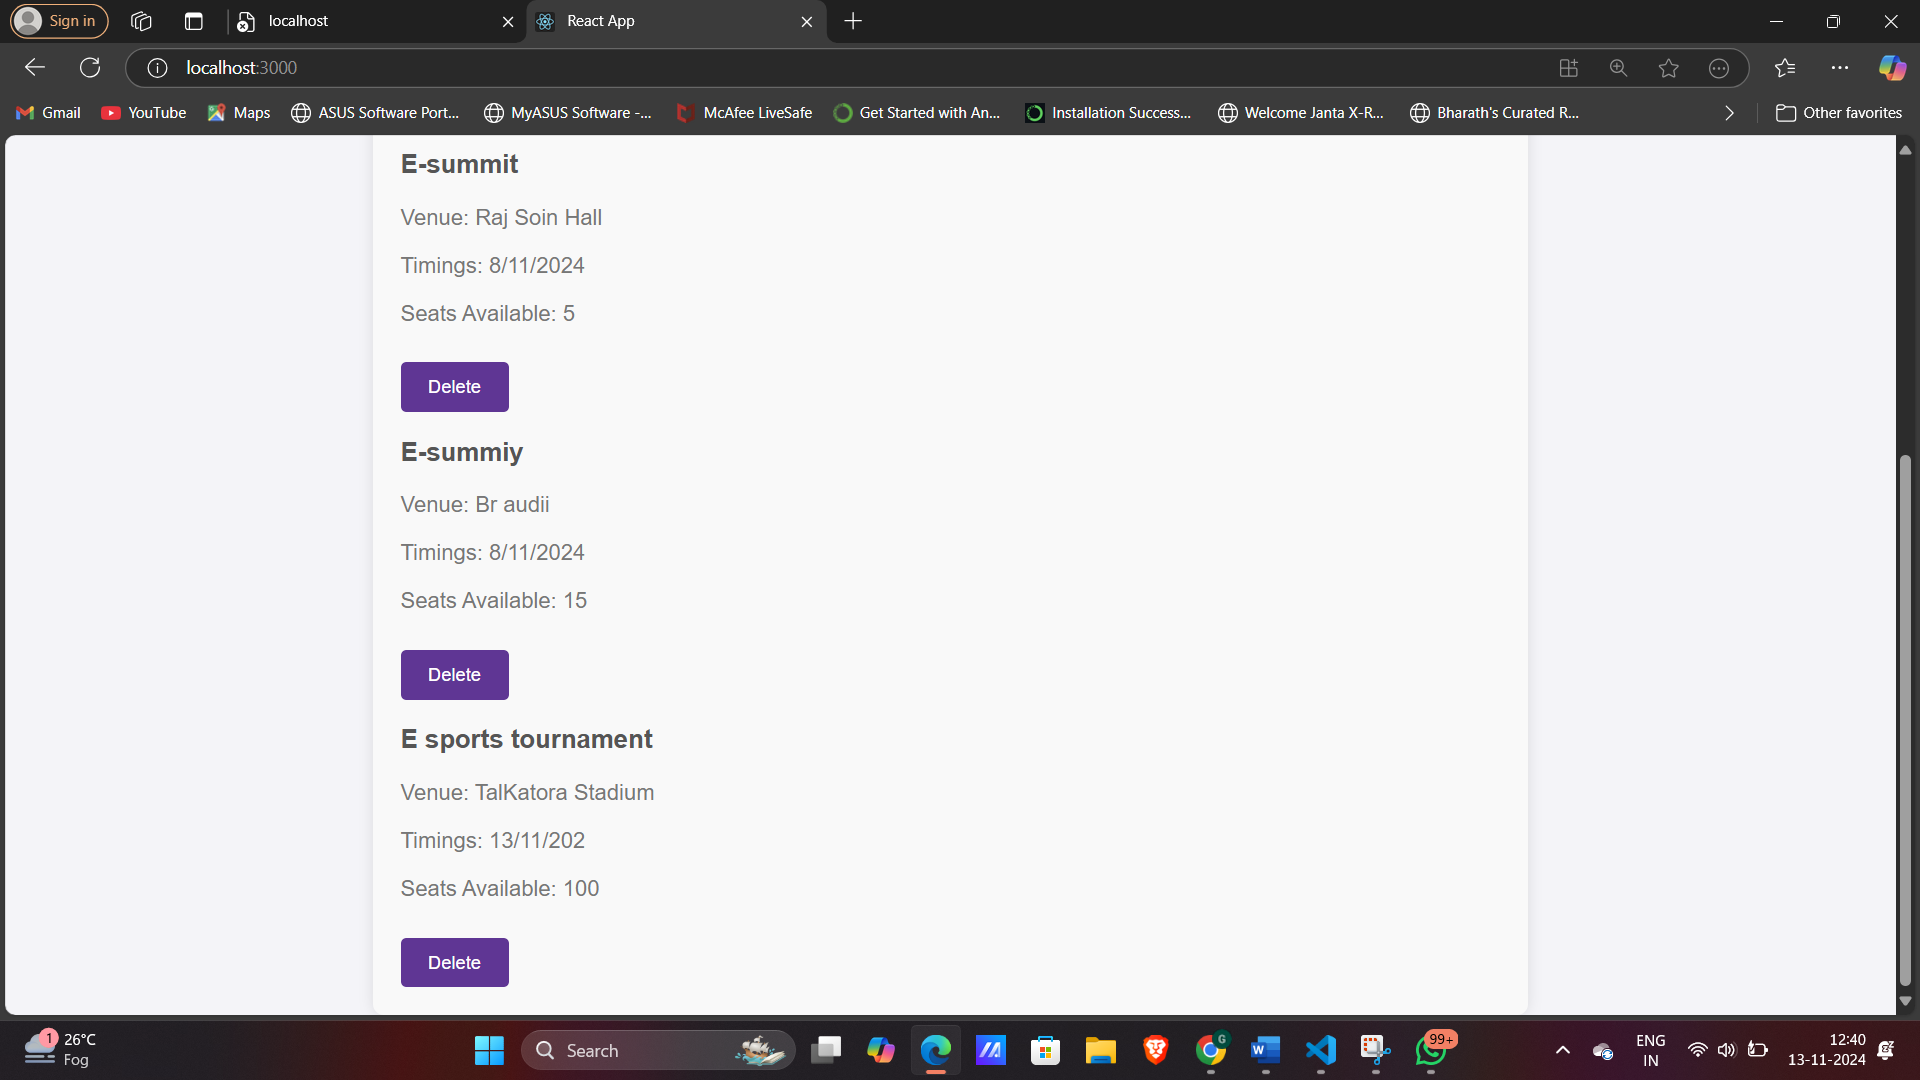 Sign in
localhost
React App
localhost:3000
Gmail
YouTube
Maps
ASUS Software Port...
MyASUS Software -...
McAfee LiveSafe
Get Started with An...
Installation Success...
Welcome Janta X-R...
Bharath's Curated R...
Other favorites
E-summit
Venue: Raj Soin Hall
Timings: 8/11/2024
Seats Available: 5
Delete
E-summiy
Venue: Br audii
Timings: 8/11/2024
Seats Available: 15
Delete
E sports tournament
Venue: TalKatora Stadium
Timings: 13/11/202
Seats Available: 100
Delete
1
26°C
Fog
Search
G
W
99+
ENG
IN
12:40
13-11-2024